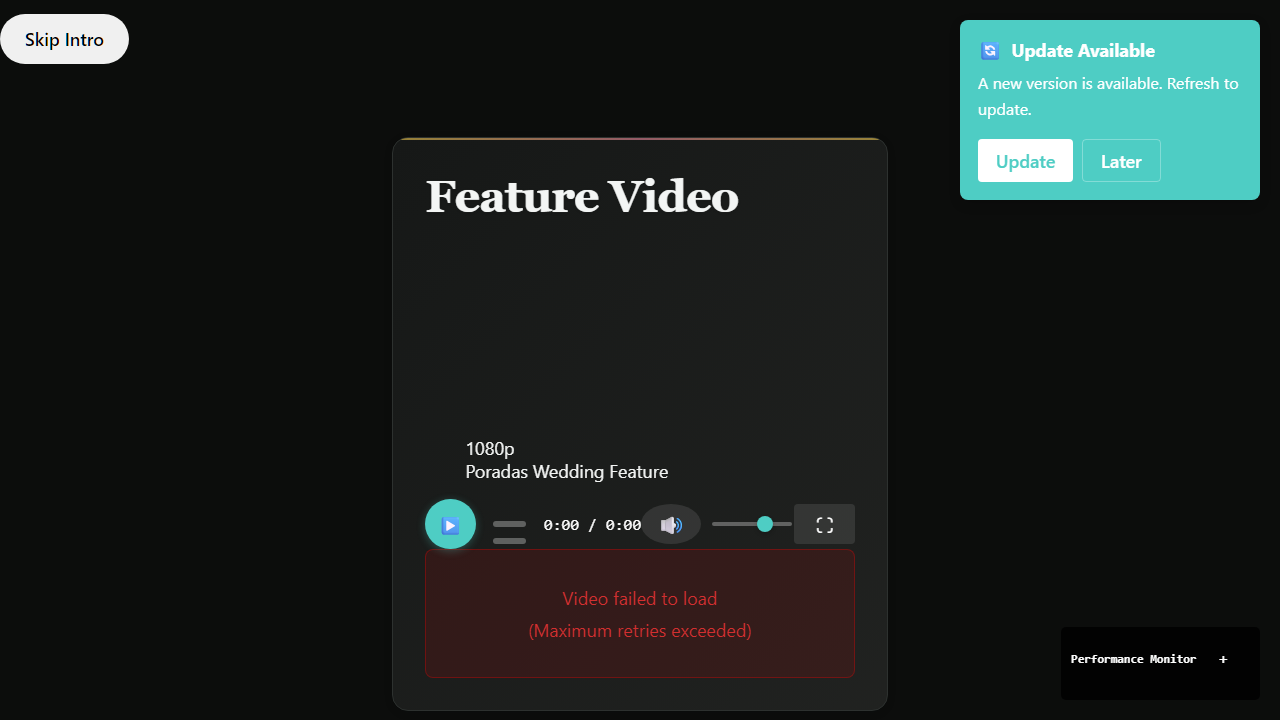 Skip Intro
Update Available
A new version is available. Refresh to
update.
Update
Later
Feature Video
1080p
Poradas Wedding Feature
0:00 / 0:00
Video failed to load
(Maximum retries exceeded)
Performance Monitor +